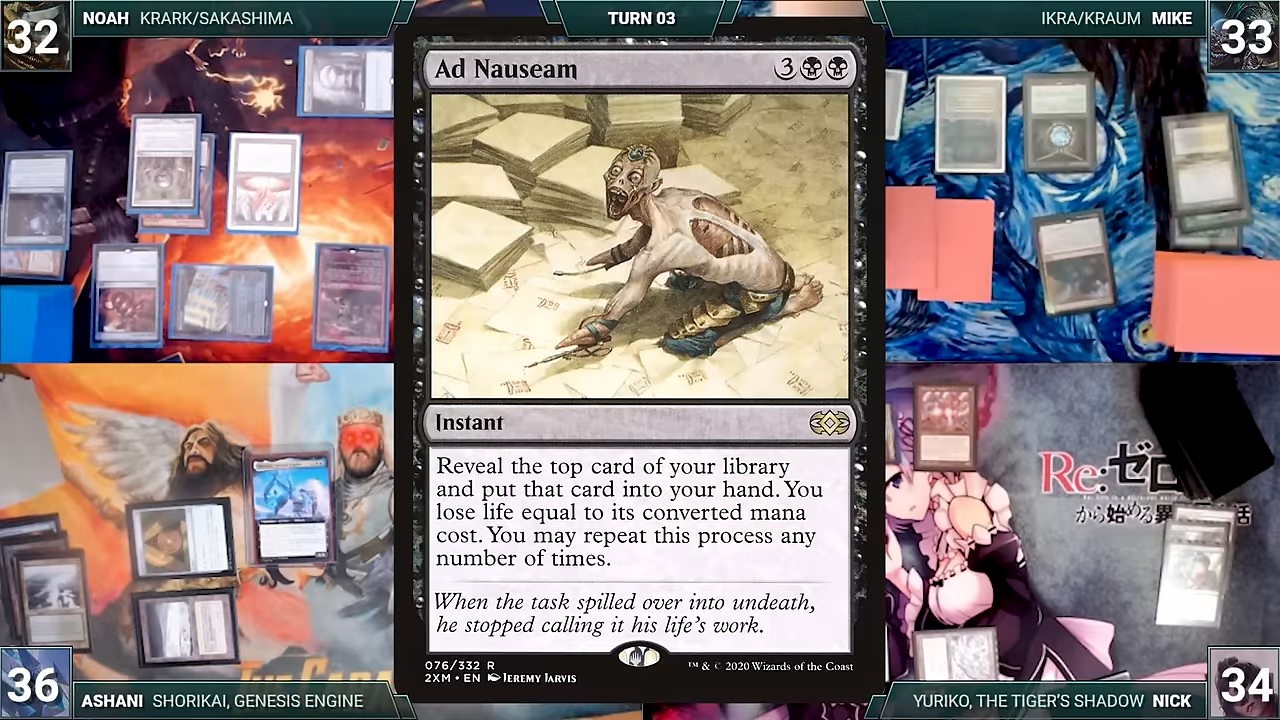 32
NOAH KRARK/SAKASHIMA
TURN 03
IKRA/KRAUM MIKE
33
Ad Nauseam
3
Instant
Reveal the top card of your library
and put that card into your hand. You
lose life equal to its converted mana
cost. You may repeat this process any
number of times.
When the task spilled over into undeath,
he stopped calling it his life's work.
076/332 R
2XM • EN JEREMY JARVIS
™ & © 2020 Wizards of the Coast
Re:ゼロ
から始める異
活
36
ASHANI SHORIKAI, GENESIS ENGINE
YURIKO, THE TIGER'S SHADOW NICK
34